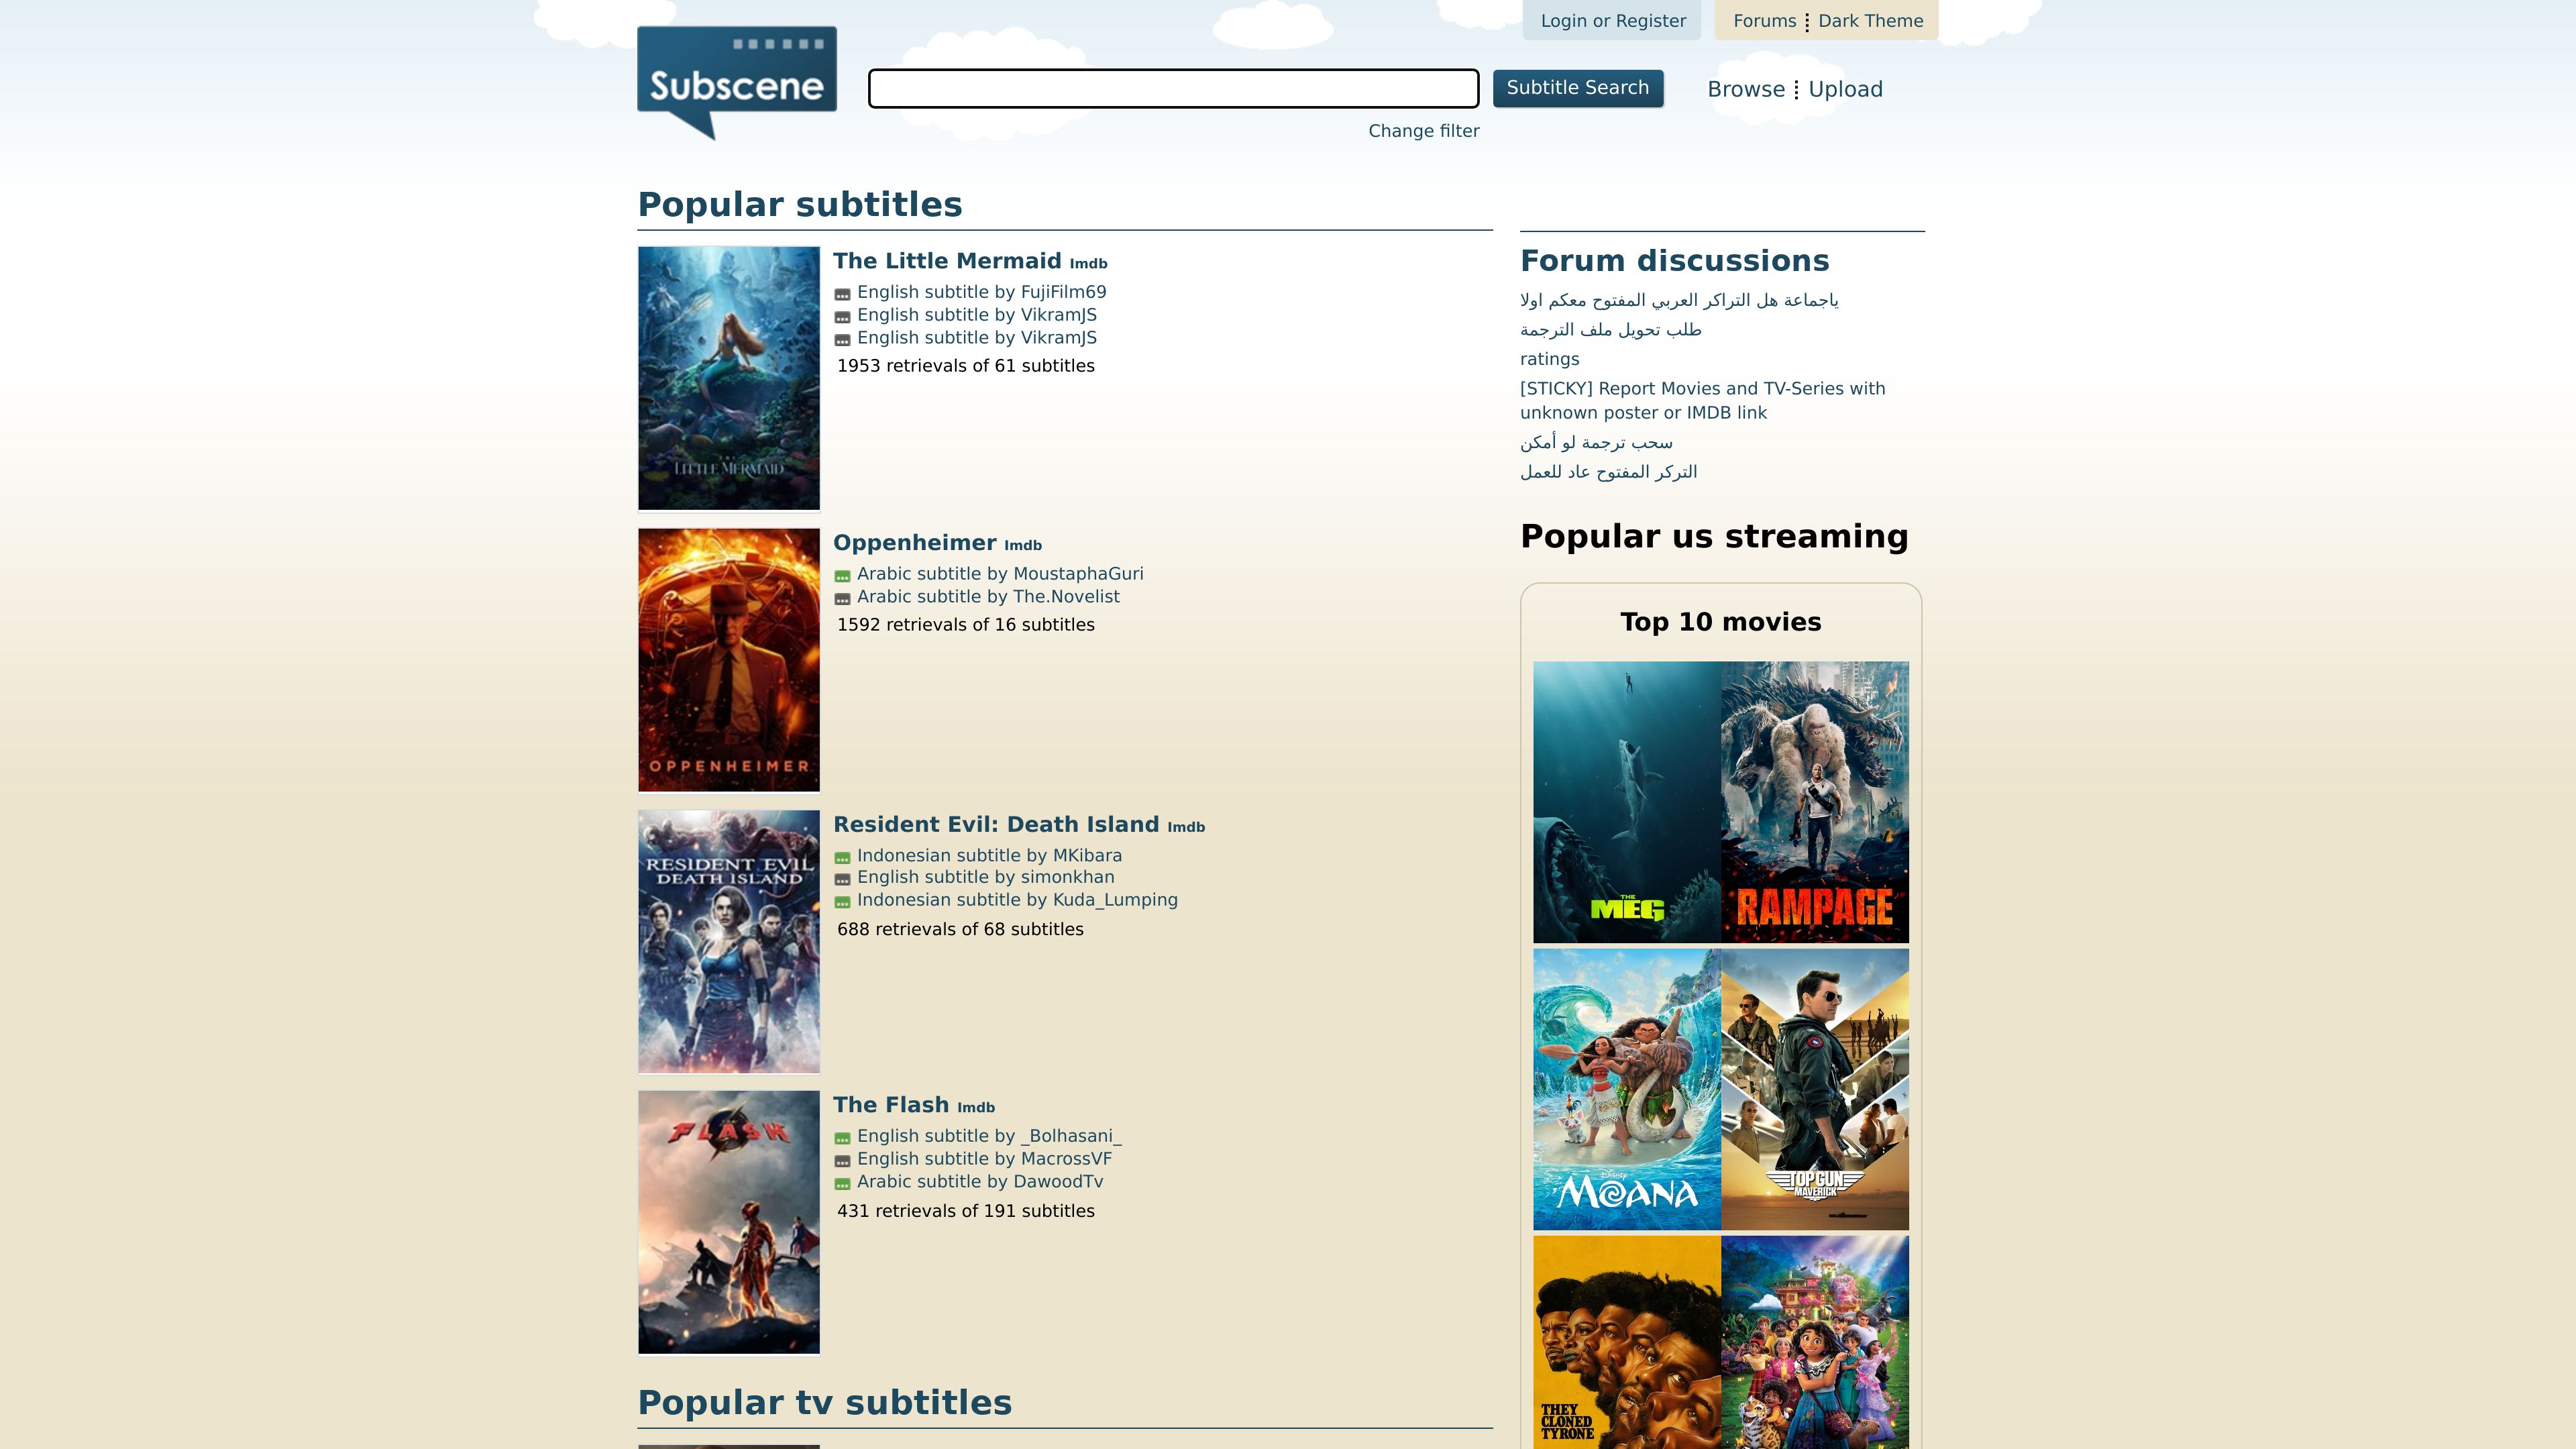 Login or Register
Forums
Dark Theme
Subscene
Subtitle Search
Browse
Upload
Change filter
Popular subtitles
The Little Mermaid Imdb
English subtitle by FujiFilm69
English subtitle by VikramJS
English subtitle by VikramJS
1953 retrievals of 61 subtitles
THE
LITTLE MERMAID
Oppenheimer Imdb
Arabic subtitle by MoustaphaGuri
Arabic subtitle by The.Novelist
1592 retrievals of 16 subtitles
OPPENHEIMER
Resident Evil: Death Island Imdb
Indonesian subtitle by MKibara
English subtitle by simonkhan
Indonesian subtitle by Kuda_Lumping
688 retrievals of 68 subtitles
RESIDENT EVIL
DEATH ISLAND
The Flash Imdb
English subtitle by _Bolhasani_
English subtitle by MacrossVF
Arabic subtitle by DawoodTv
431 retrievals of 191 subtitles
FLASH
Popular tv subtitles
Forum discussions
ياجماعة هل التراكر العربي المفتوح معكم اولا
طلب تحويل ملف الترجمة
ratings
[STICKY] Report Movies and TV-Series with
unknown poster or IMDB link
سحب ترجمة لو أمكن
التركر المفتوح عاد للعمل
Popular us streaming
Top 10 movies
THE
MEG
RAMPAGE
Disney
MOANA
TOP GUN
MAVERICK
THEY
CLONED
TYRONE